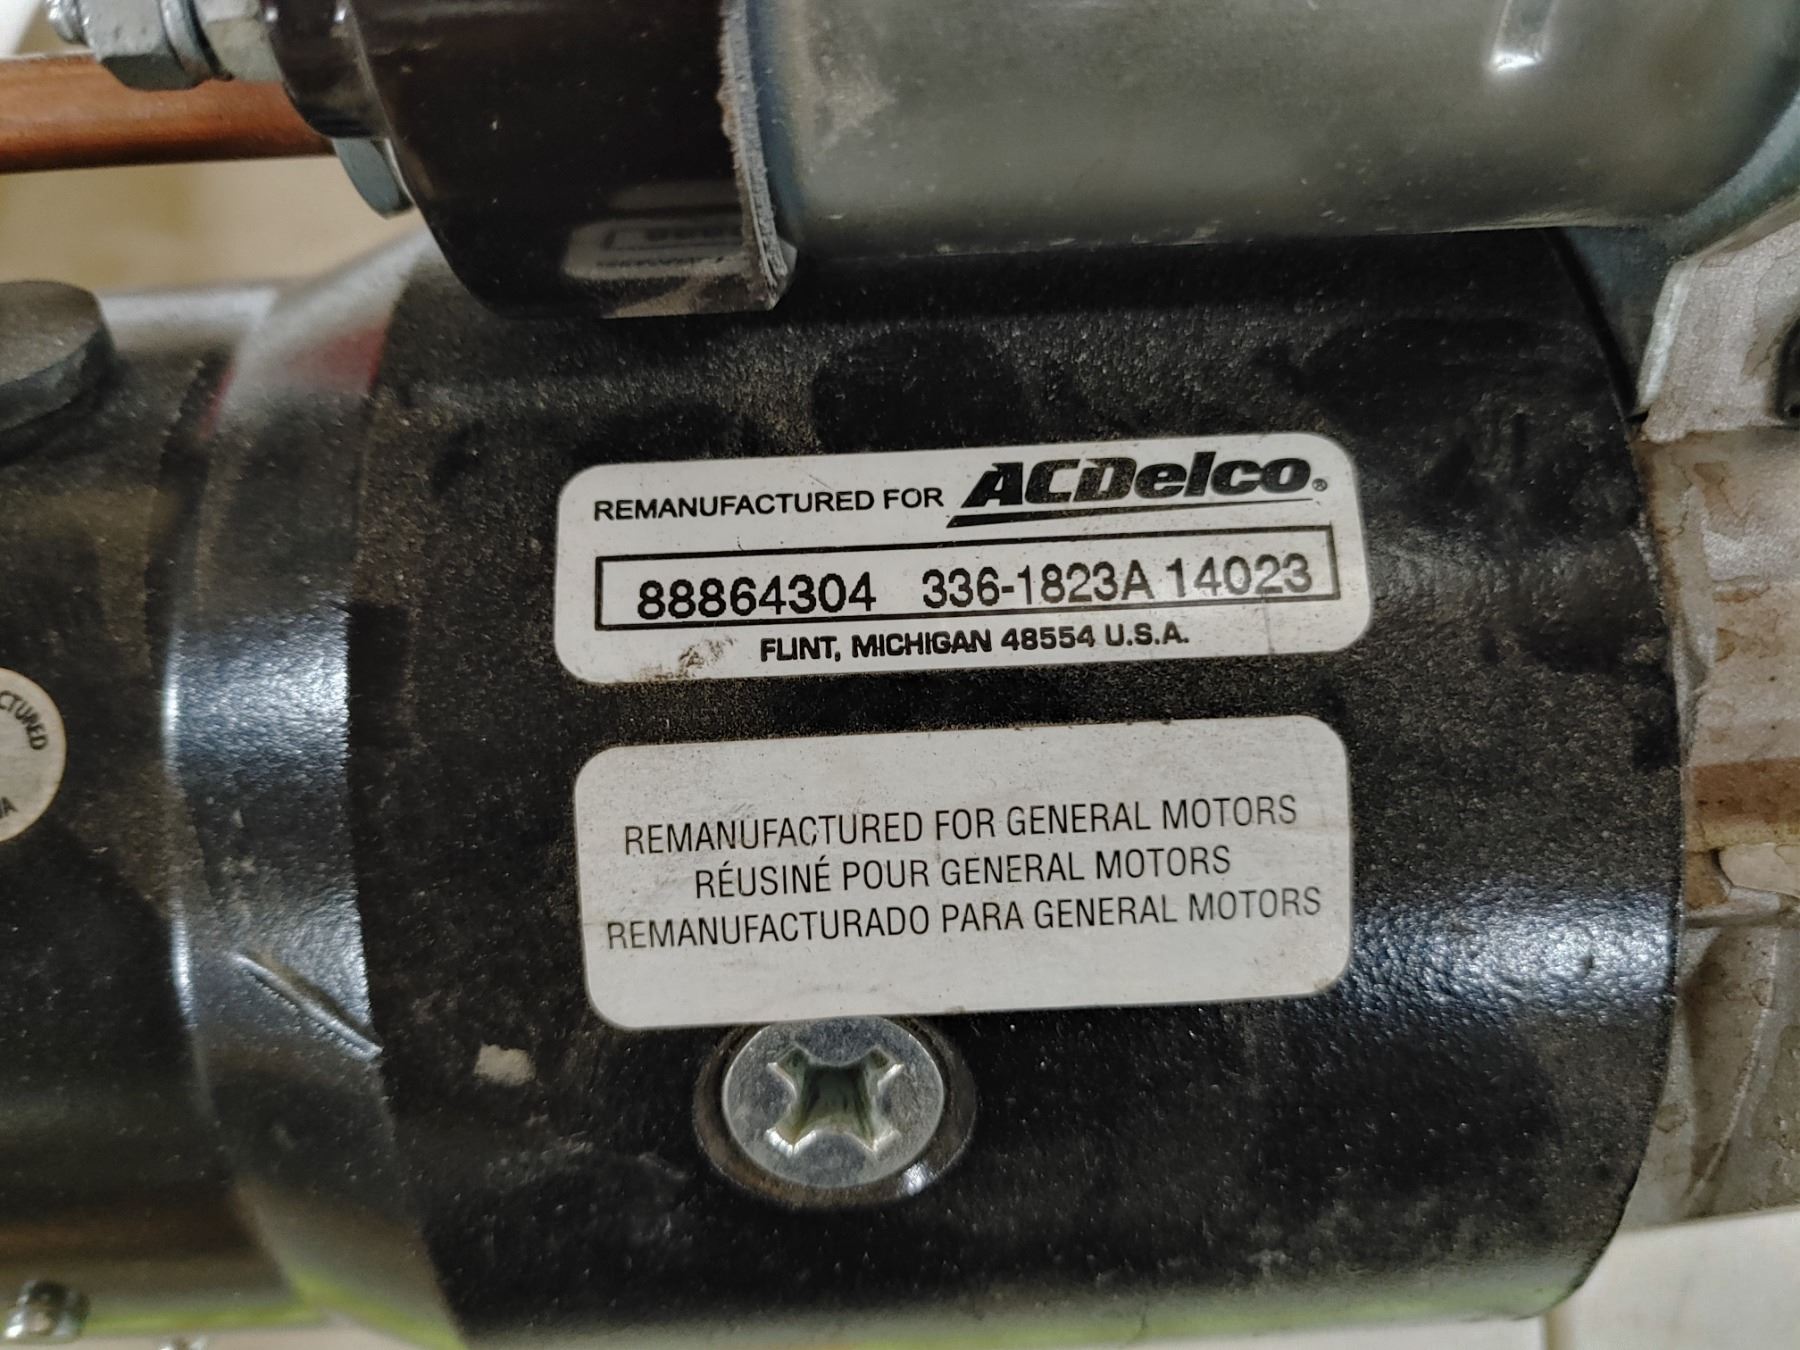 REMANUFACTURED FOR ACDelco®
88864304 336-1823A 14023
FLINT, MICHIGAN 48554 U.S.A.
REMANUFACTURED FOR GENERAL MOTORS
RÉUSINÉ POUR GENERAL MOTORS
REMANUFACTURADO PARA GENERAL MOTORS